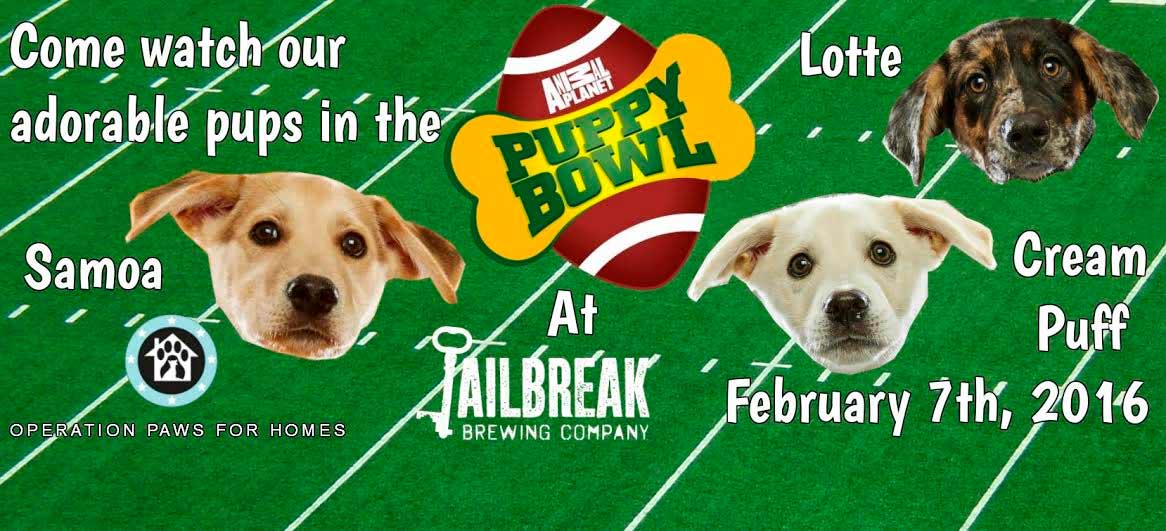 Come watch our
adorable pups in the
ANIMAL
PLANET
PUPPY
BOWL
Lotte
Samoa
Cream
Puff
At
JAILBREAK
BREWING COMPANY
February 7th, 2016
OPERATION PAWS FOR HOMES